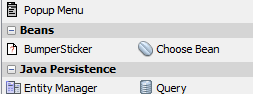 Popup Menu
Beans
BumperSticker Choose Bean
Java Persistence
Entity Manager Query